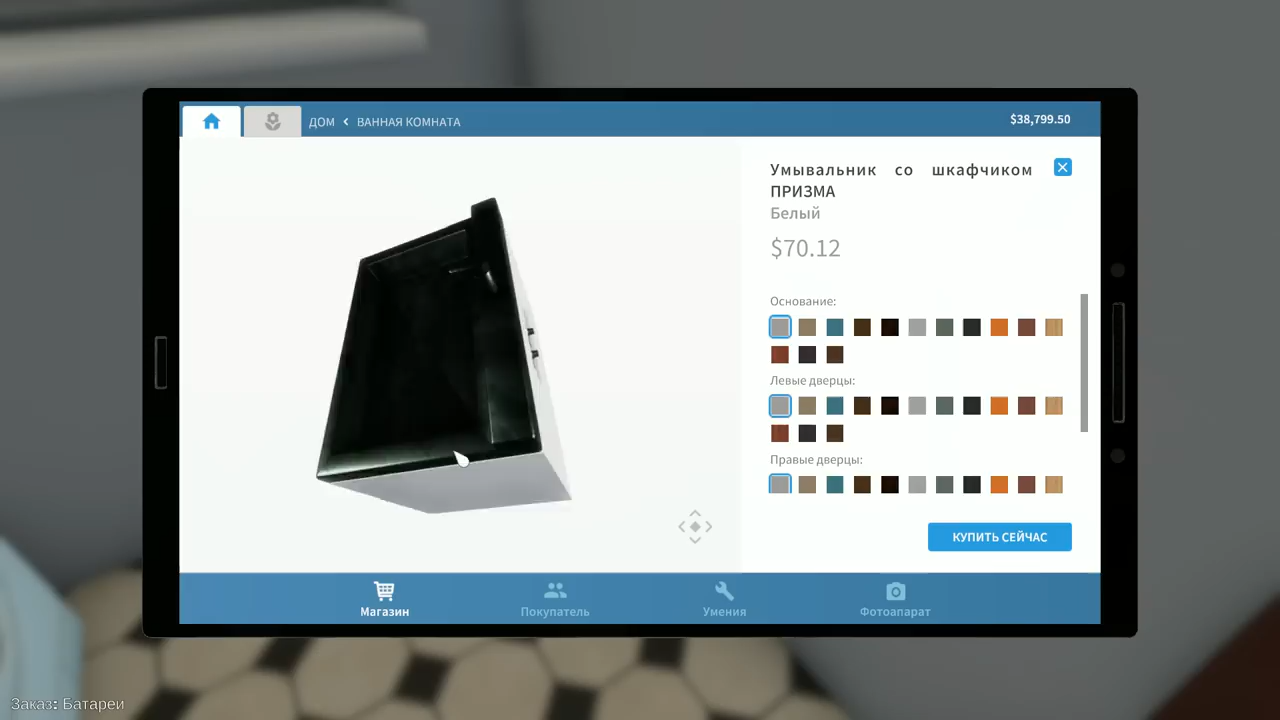 ДОМ < ВАННАЯ КОМНАТА
$38,799.50
Умывальник со шкафчиком
ПРИЗМА
Белый
$70.12
Основание:
Левые дверцы:
Правые дверцы:
КУПИТЬ СЕЙЧАС
Магазин
Покупатель
Умения
Фотоаппарат
Заказ: Батареи